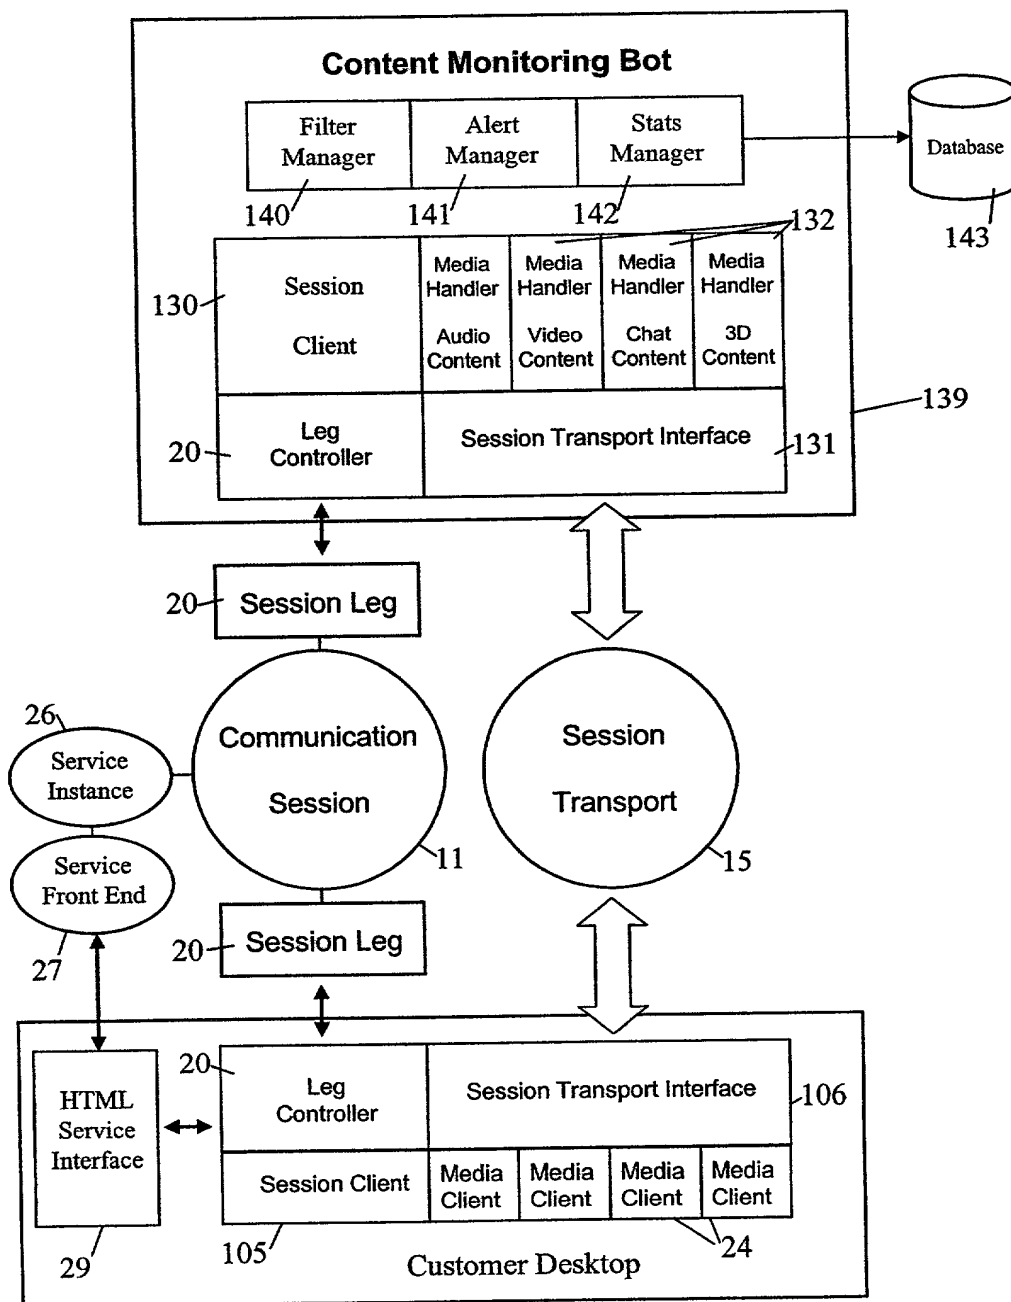 Content Monitoring Bot
Filter
Manager
Alert
Manager
Stats
Manager
Database
140
141
142
132
143
130
Session
Client
Media
Handler
Audio
Content
Media
Handler
Video
Content
Media
Handler
Chat
Content
Media
Handler
3D
Content
139
20
Leg
Controller
Session Transport Interface
131
20
Session Leg
26
Service
Instance
Communication
Session
Session
Transport
11
15
Service
Front End
27
20
Session Leg
HTML
Service
Interface
20
Leg
Controller
Session Transport Interface
106
Session Client
Media
Client
Media
Client
Media
Client
Media
Client
29
105
24
Customer Desktop